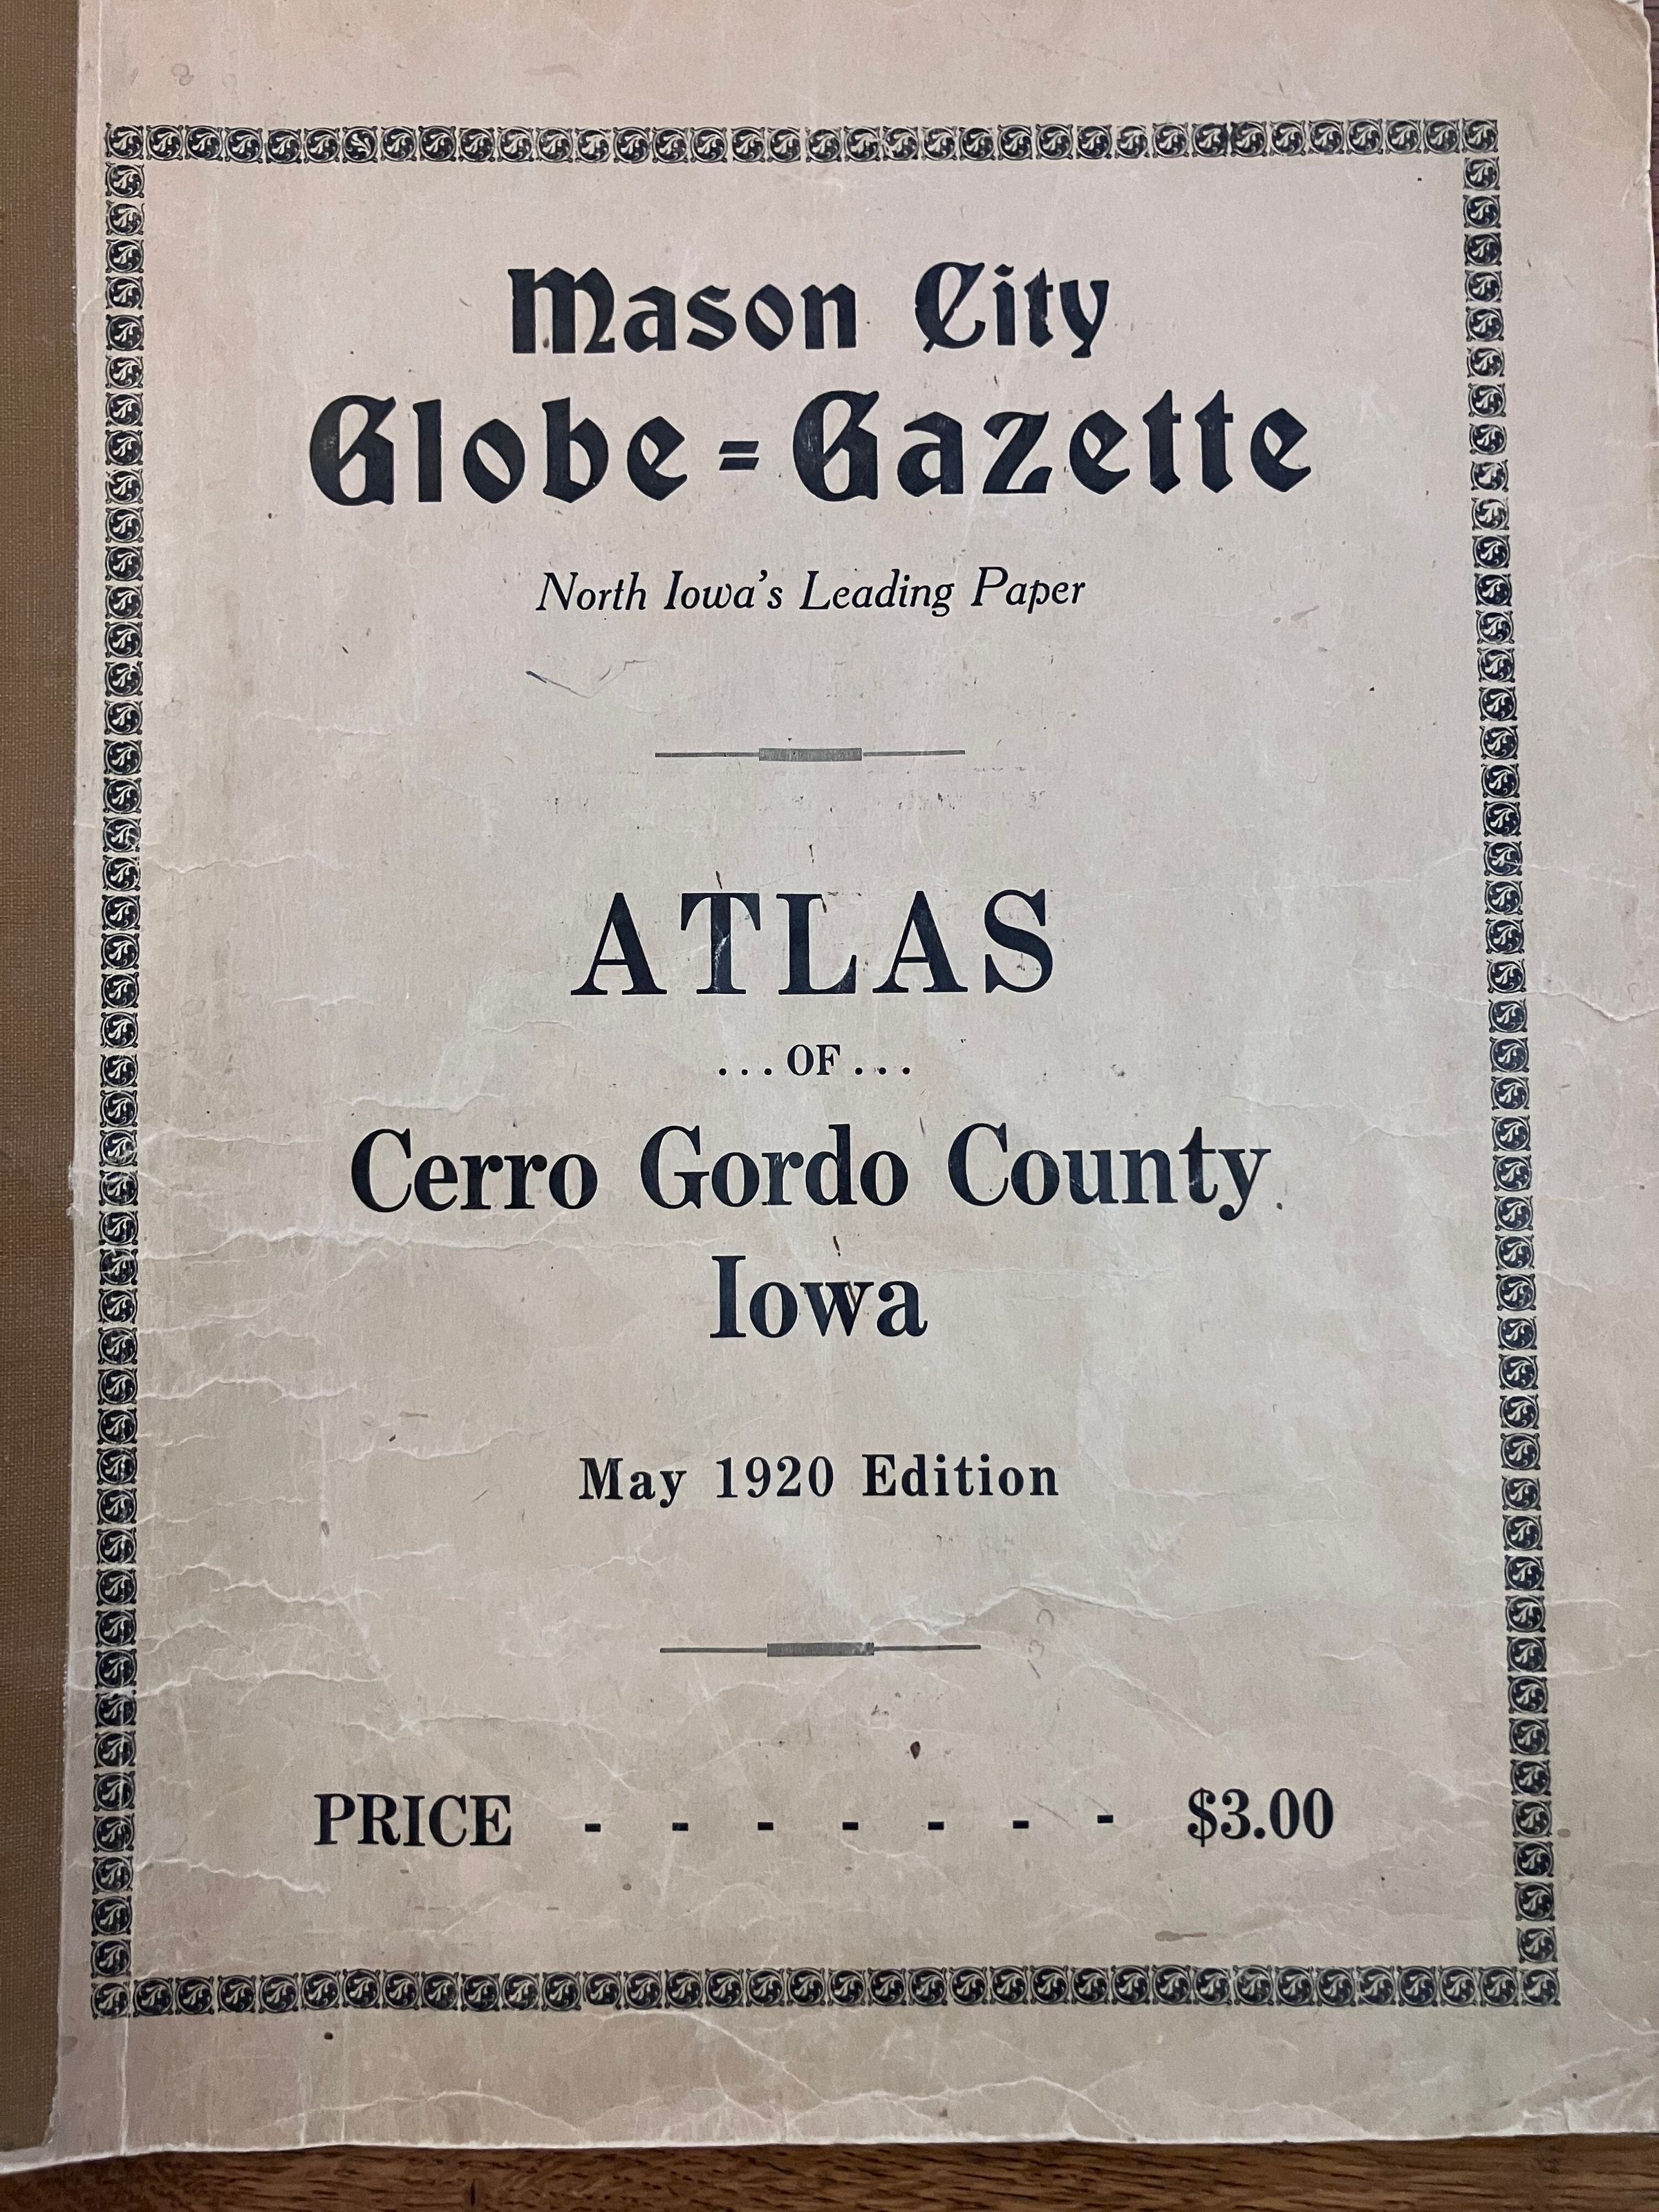 Mason City
Globe=Gazette
North Iowa's Leading Paper
ATLAS
...OF...
Cerro Gordo County
Iowa
May 1920 Edition
PRICE - - - - - - - $3.00